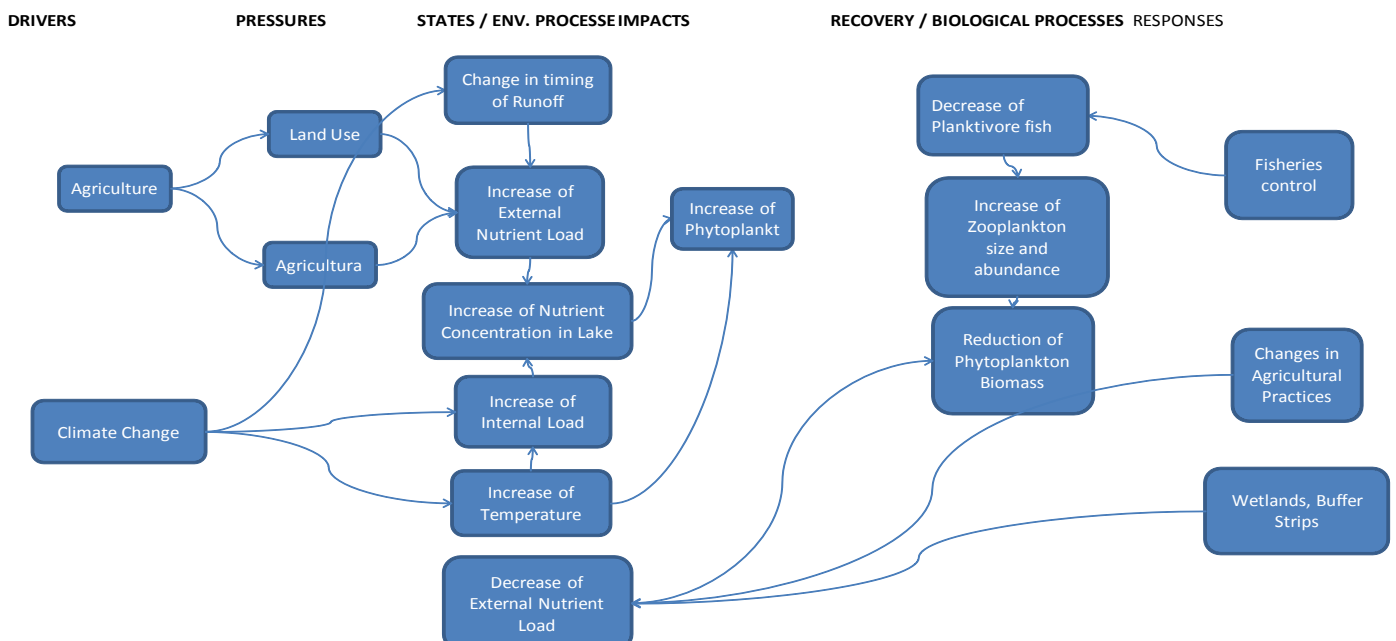 DRIVERS
PRESSURES
STATES / ENV. PROCESSE
IMPACTS
RECOVERY / BIOLOGICAL PROCESSES
RESPONSES
Agriculture
Climate Change
Land Use
Agricultura
Change in timing
of Runoff
Increase of
External
Nutrient Load
Increase of Nutrient
Concentration in Lake
Increase of
Internal Load
Increase of
Temperature
Decrease of
External Nutrient
Load
Increase of
Phytoplankt
Decrease of
Planktivore fish
Increase of
Zooplankton
size and
abundance
Reduction of
Phytoplankton
Biomass
Fisheries
control
Changes in
Agricultural
Practices
Wetlands, Buffer
Strips